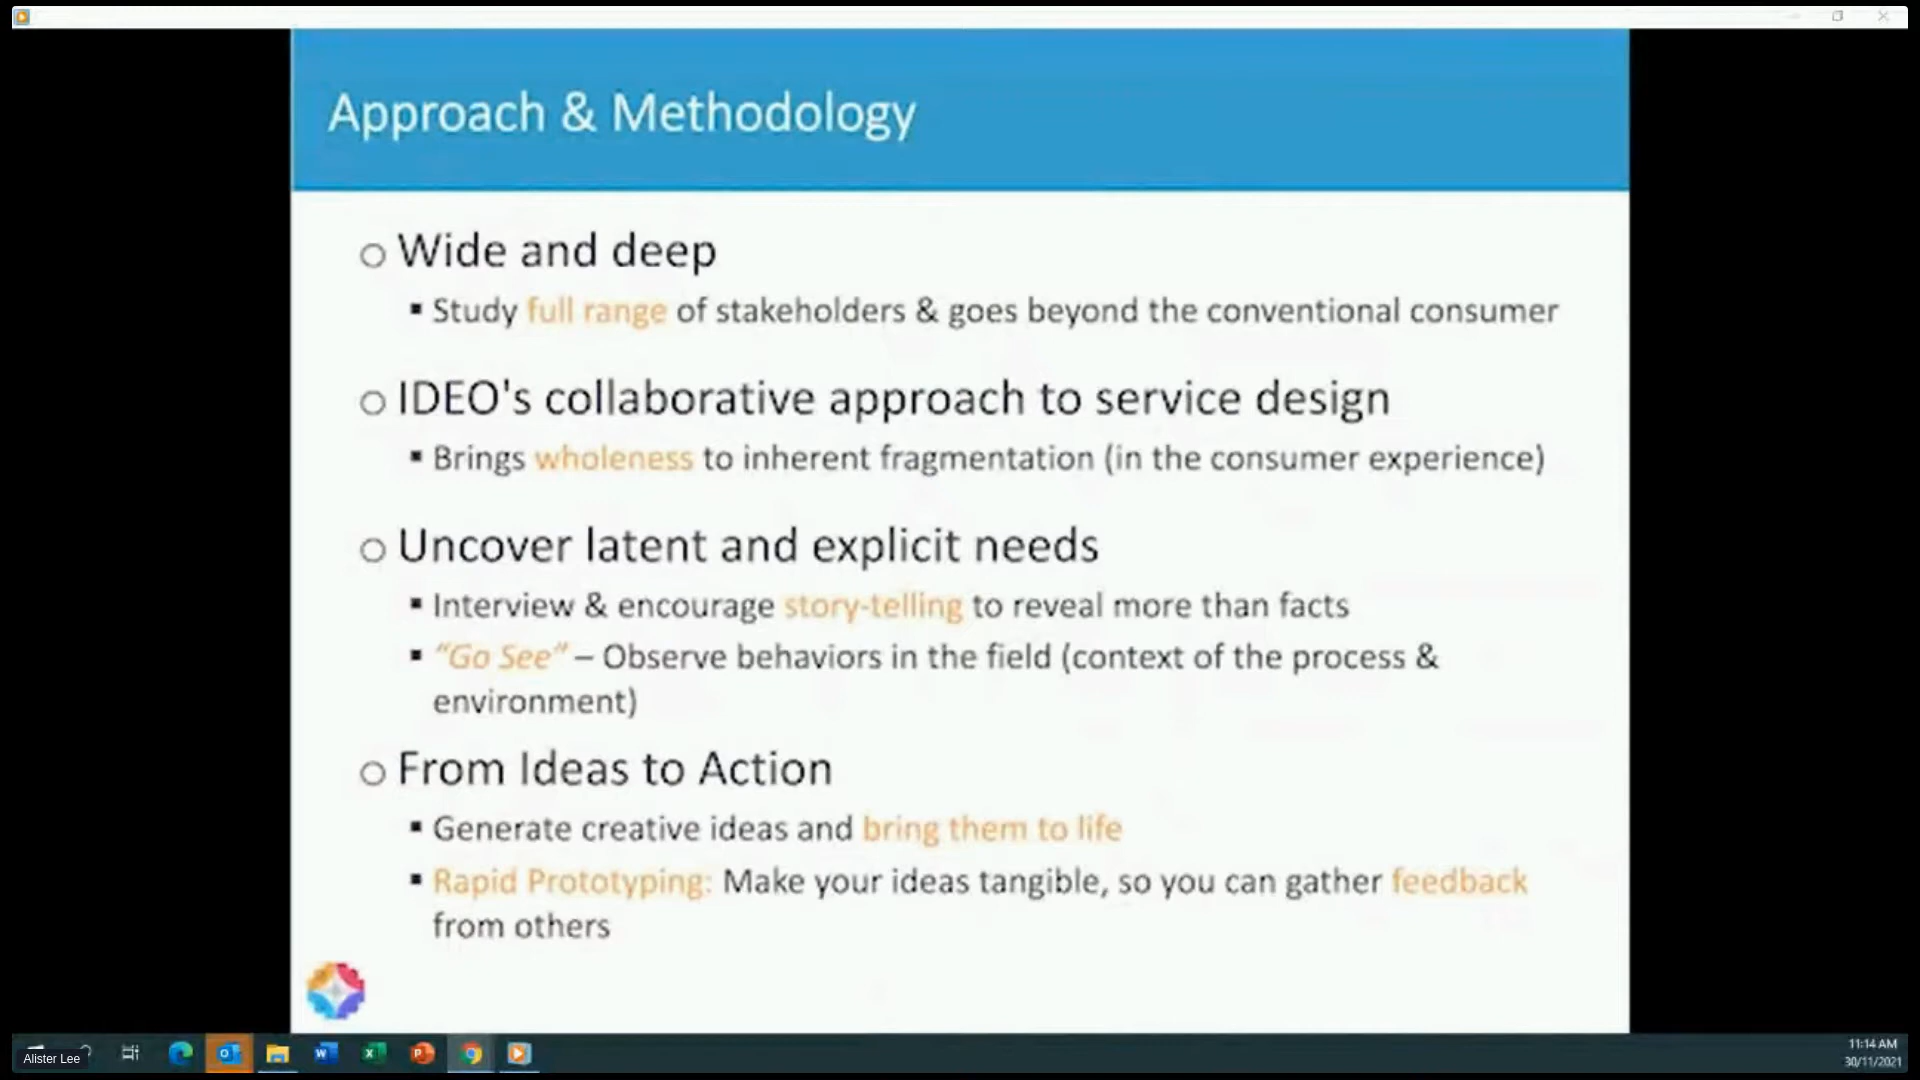 Approach & Methodology
Wide and deep
Study full range of stakeholders & goes beyond the conventional consumer
IDEO's collaborative approach to service design
Brings wholeness to inherent fragmentation (in the consumer experience)
Uncover latent and explicit needs
Interview & encourage story-telling to reveal more than facts
“Go See” – Observe behaviors in the field (context of the process &
environment)
From Ideas to Action
Generate creative ideas and bring them to life
Rapid Prototyping: Make your ideas tangible, so you can gather feedback
from others
Alister Lee
11:14 AM
30/11/2021